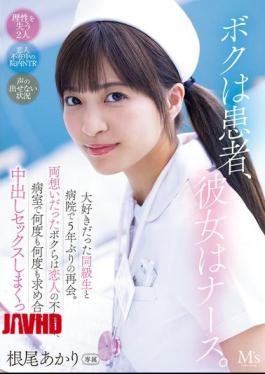 ボクは患者、
彼女はナース。
理性を
失う2人
恋人
不在中の
院内NTR
声の
出せない
状況
大好きだった同級生と
病院で5年ぶりの再会。
両想いだったボクらは恋人の不
病室で何度も何度も求め合
中出しセックスしまくっ
JAVHD
根尾あかり
専属
M's